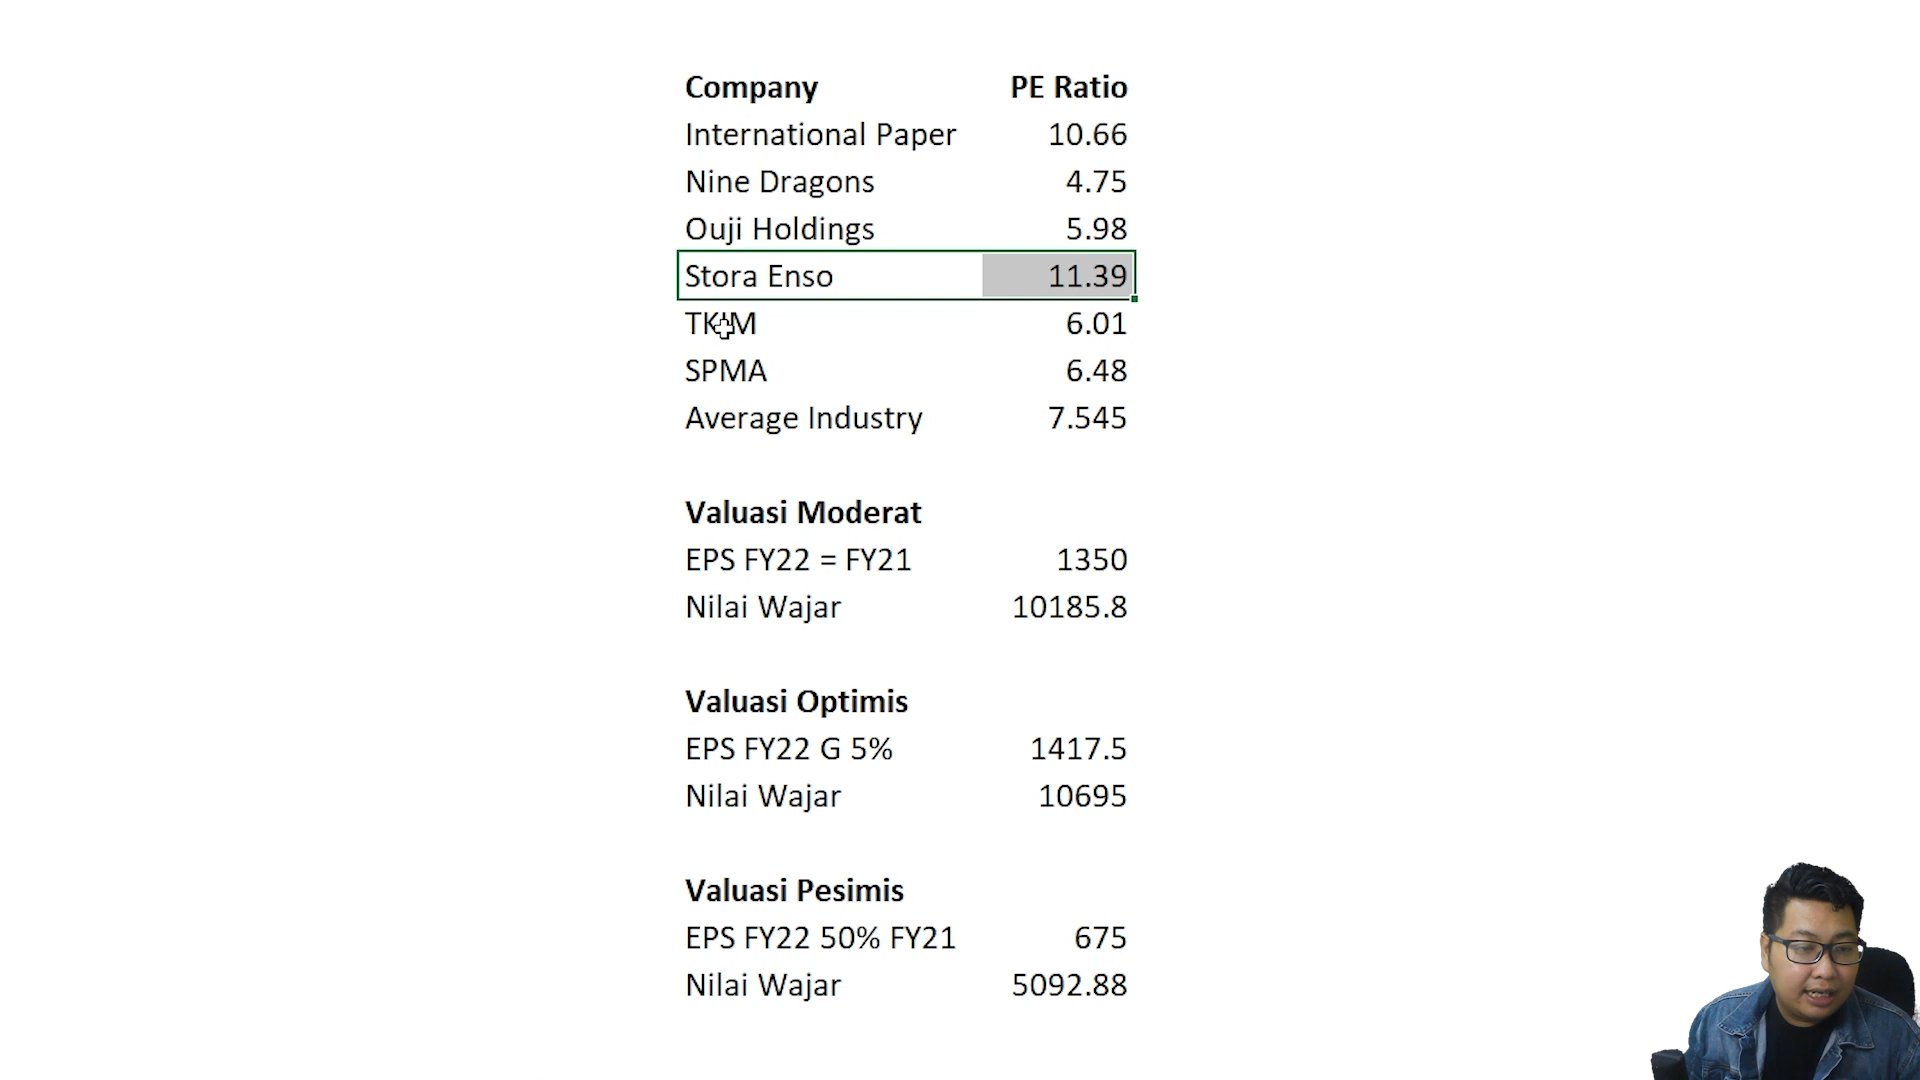 Company PE Ratio
International Paper 10.66
Nine Dragons 4.75
Ouji Holdings 5.98
Stora Enso 11.39
TKIM 6.01
SPMA 6.48
Average Industry 7.545
Valuasi Moderat
EPS FY22 = FY21 1350
Nilai Wajar 10185.8
Valuasi Optimis
EPS FY22 G 5% 1417.5
Nilai Wajar 10695
Valuasi Pesimis
EPS FY22 50% FY21 675
Nilai Wajar 5092.88